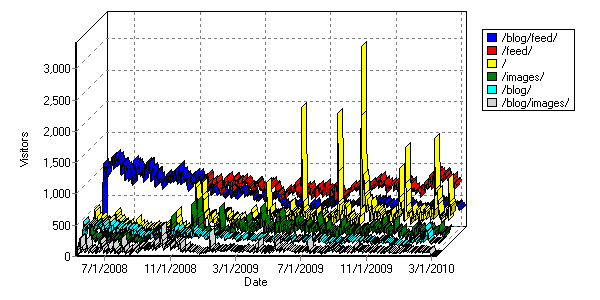 3,000
2,500
2,000
1,500
1,000
500
0
Visitors
7/1/2008
11/1/2008
3/1/2009
7/1/2009
11/1/2009
3/1/2010
Date
/blog/feed/
/feed/
/
/images/
/blog/
/blog/images/